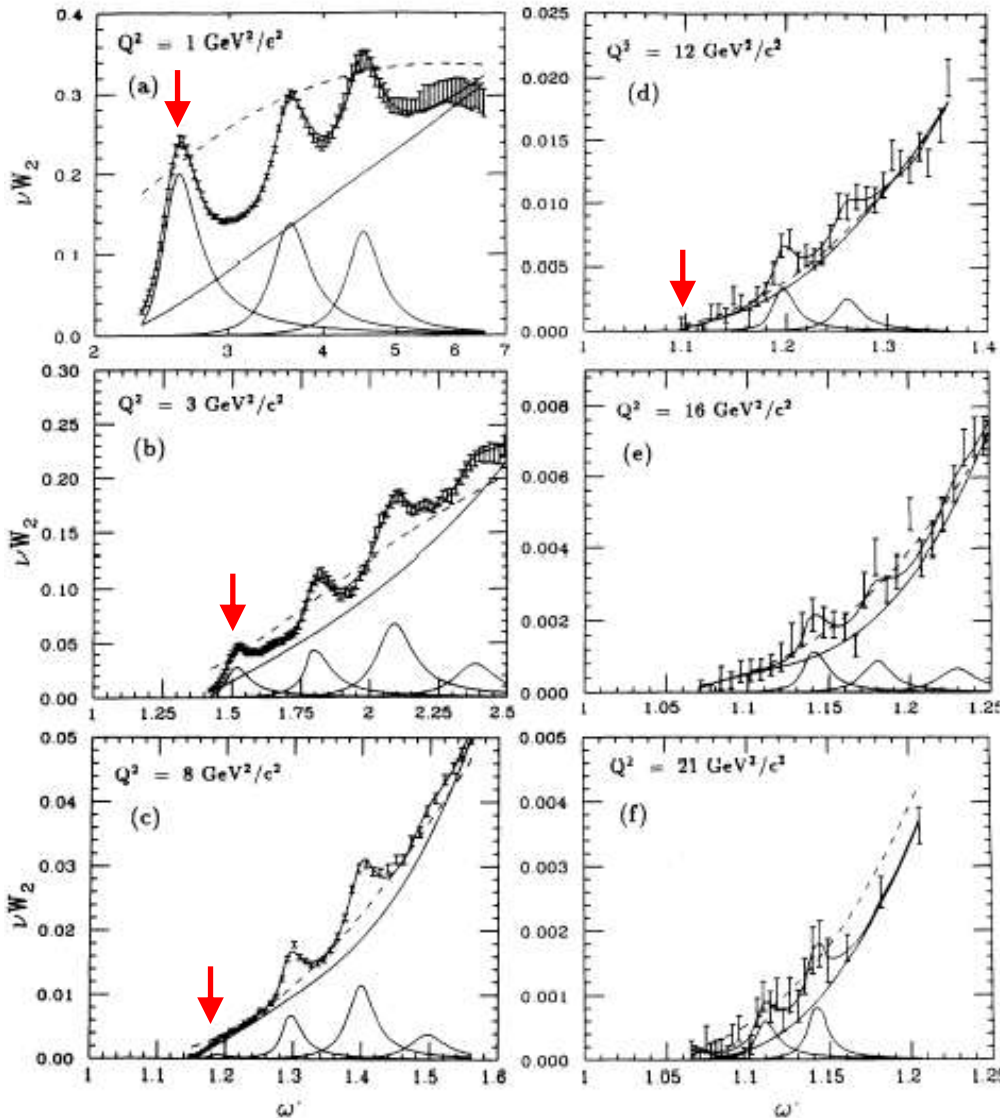 0.4
0.3
0.2
0.1
0.0
νW₂
Q² = 1 GeV²/c²
(a)
2 3 4 5 6 7
0.025
0.020
0.015
0.010
0.005
0.000
Q² = 12 GeV²/c²
(d)
1 1.1 1.2 1.3 1.4
0.30
0.25
0.20
0.15
0.10
0.05
0.00
νW₂
Q² = 3 GeV²/c²
(b)
1 1.25 1.5 1.75 2 2.25 2.5
0.008
0.006
0.004
0.002
0.000
Q² = 16 GeV²/c²
(e)
1 1.05 1.1 1.15 1.2 1.25
0.05
0.04
0.03
0.02
0.01
0.00
νW₂
Q² = 8 GeV²/c²
(c)
1 1.1 1.2 1.3 1.4 1.5 1.6
ω'
0.005
0.004
0.003
0.002
0.001
0.000
Q² = 21 GeV²/c²
(f)
1 1.05 1.1 1.15 1.2 1.25
ω'